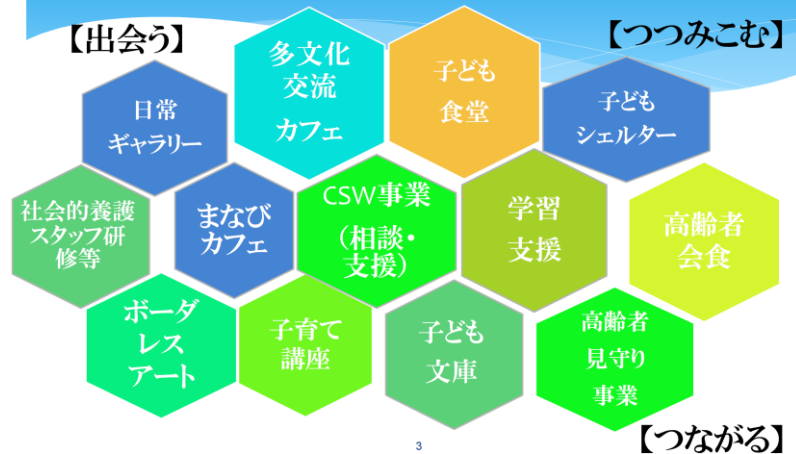 【出会う】
【つつみこむ】
多文化
交流
カフェ
子ども
食堂
日常
ギャラリー
子ども
シェルター
社会的養護
スタッフ研
修等
まなび
カフェ
CSW事業
（相談・
支援）
学習
支援
高齢者
会食
ボーダ
レス
アート
子育て
講座
子ども
文庫
高齢者
見守り
事業
【つながる】
3